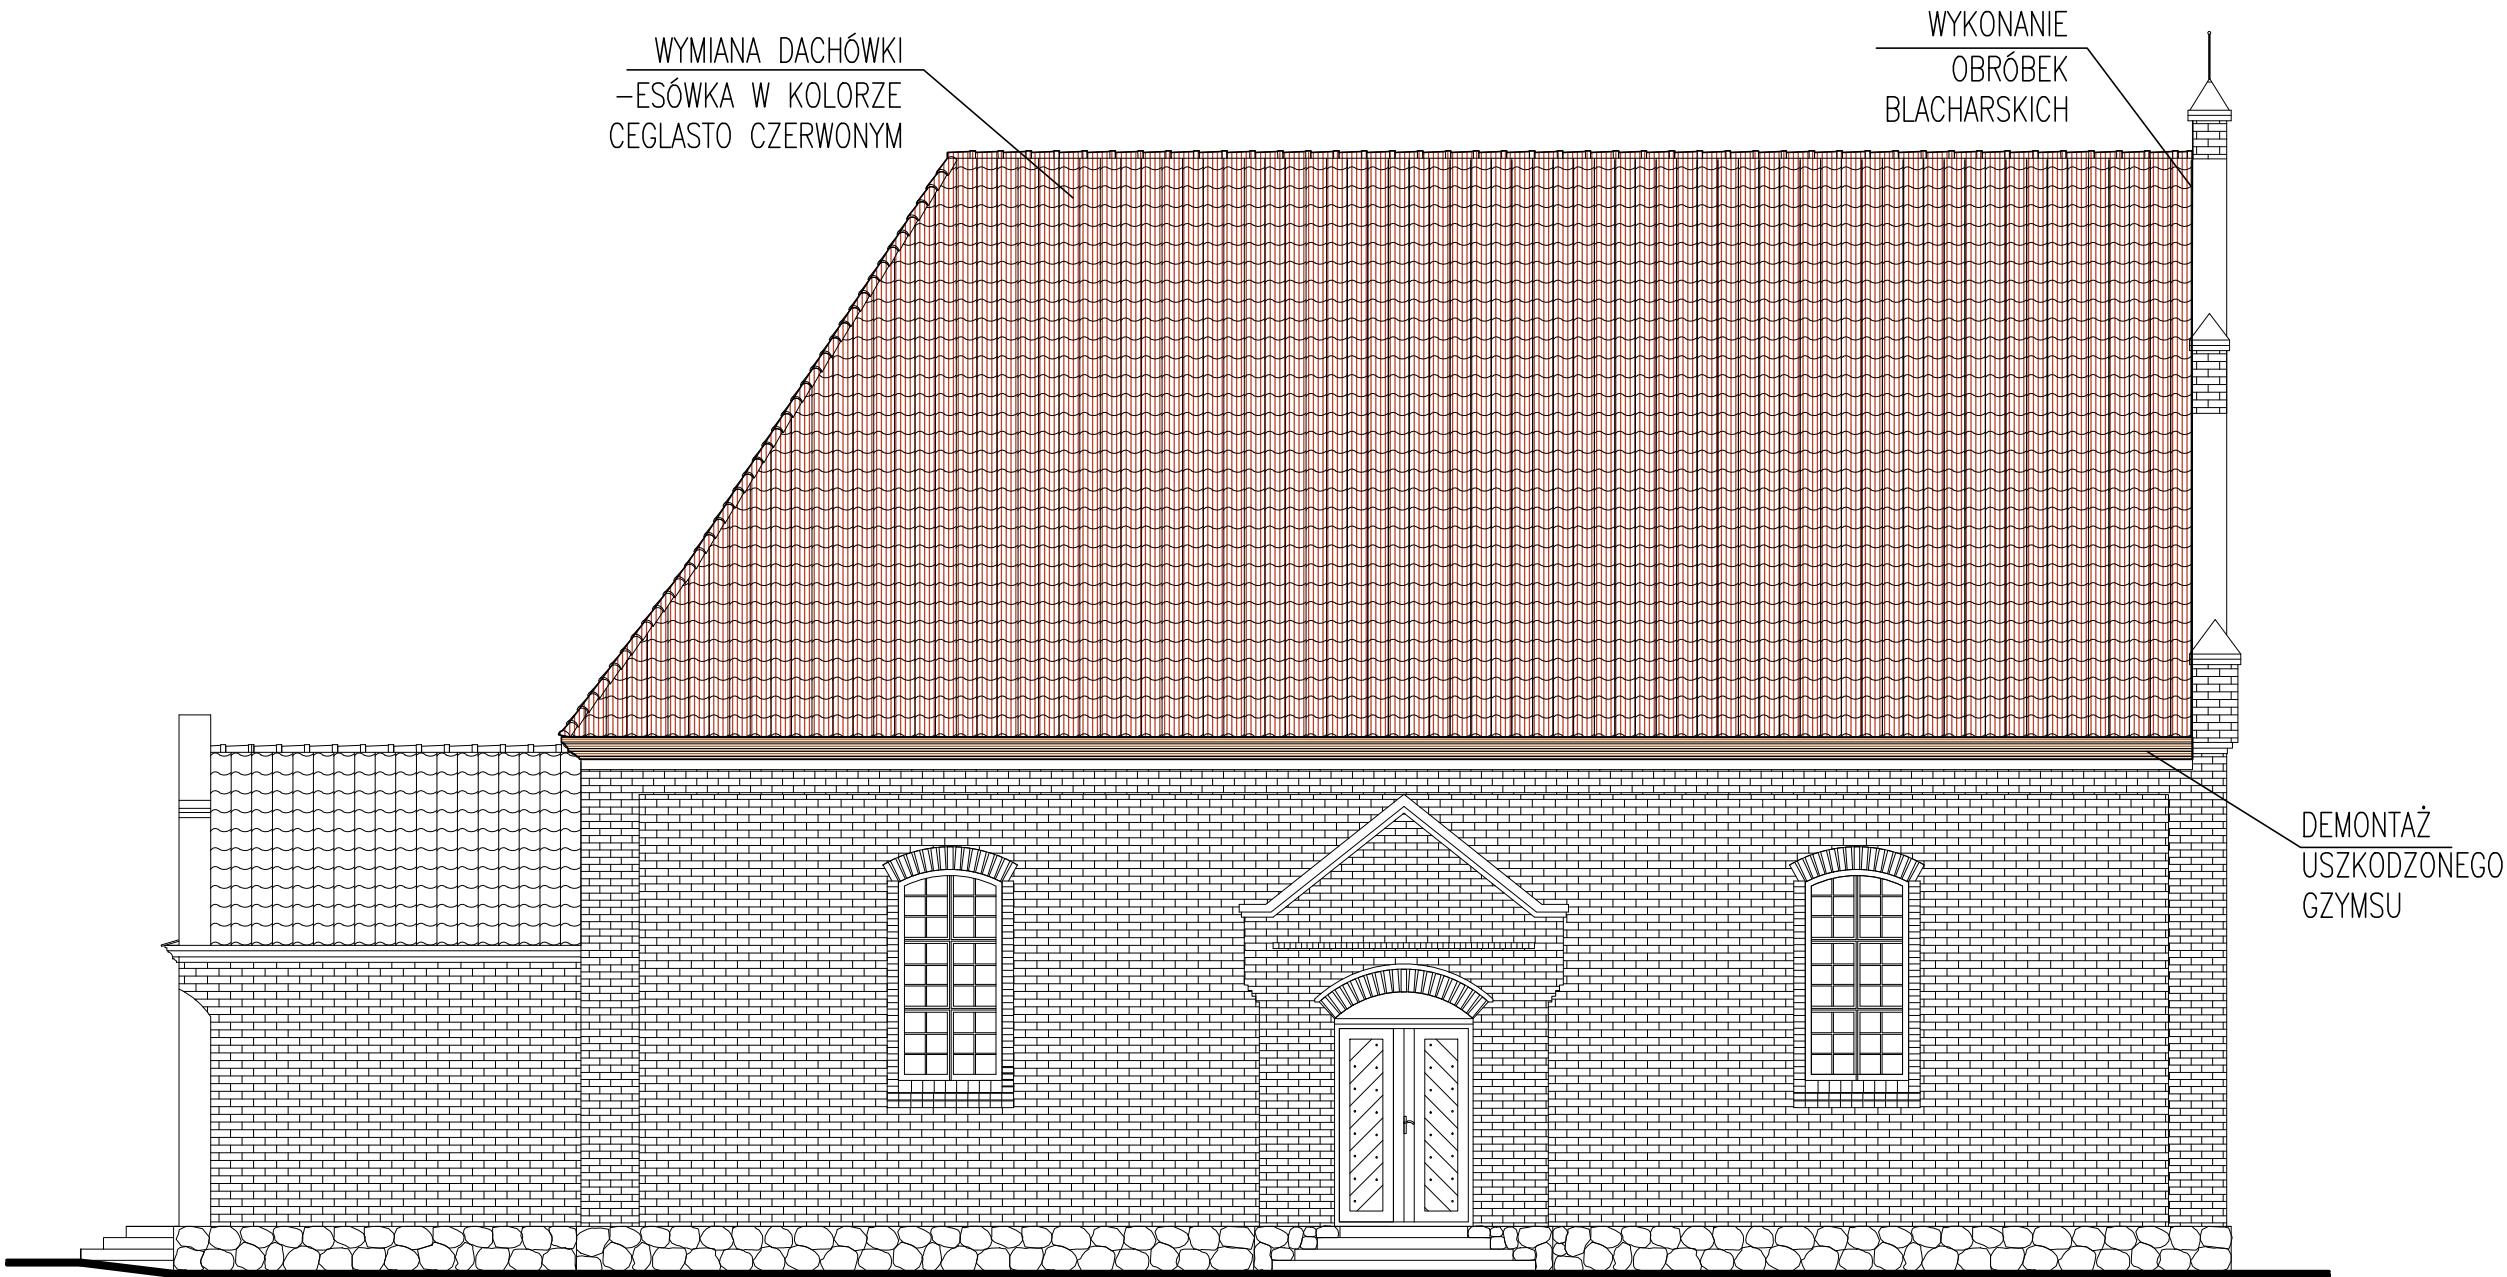 WYMIANA DACHÓWKI
-ESÓWKA W KOLORZE
CEGLASTO CZERWONYM
WYKONANIE
OBRÓBEK
BLACHARSKICH
DEMONTAŻ
USZKODZONEGO
GZYMSU